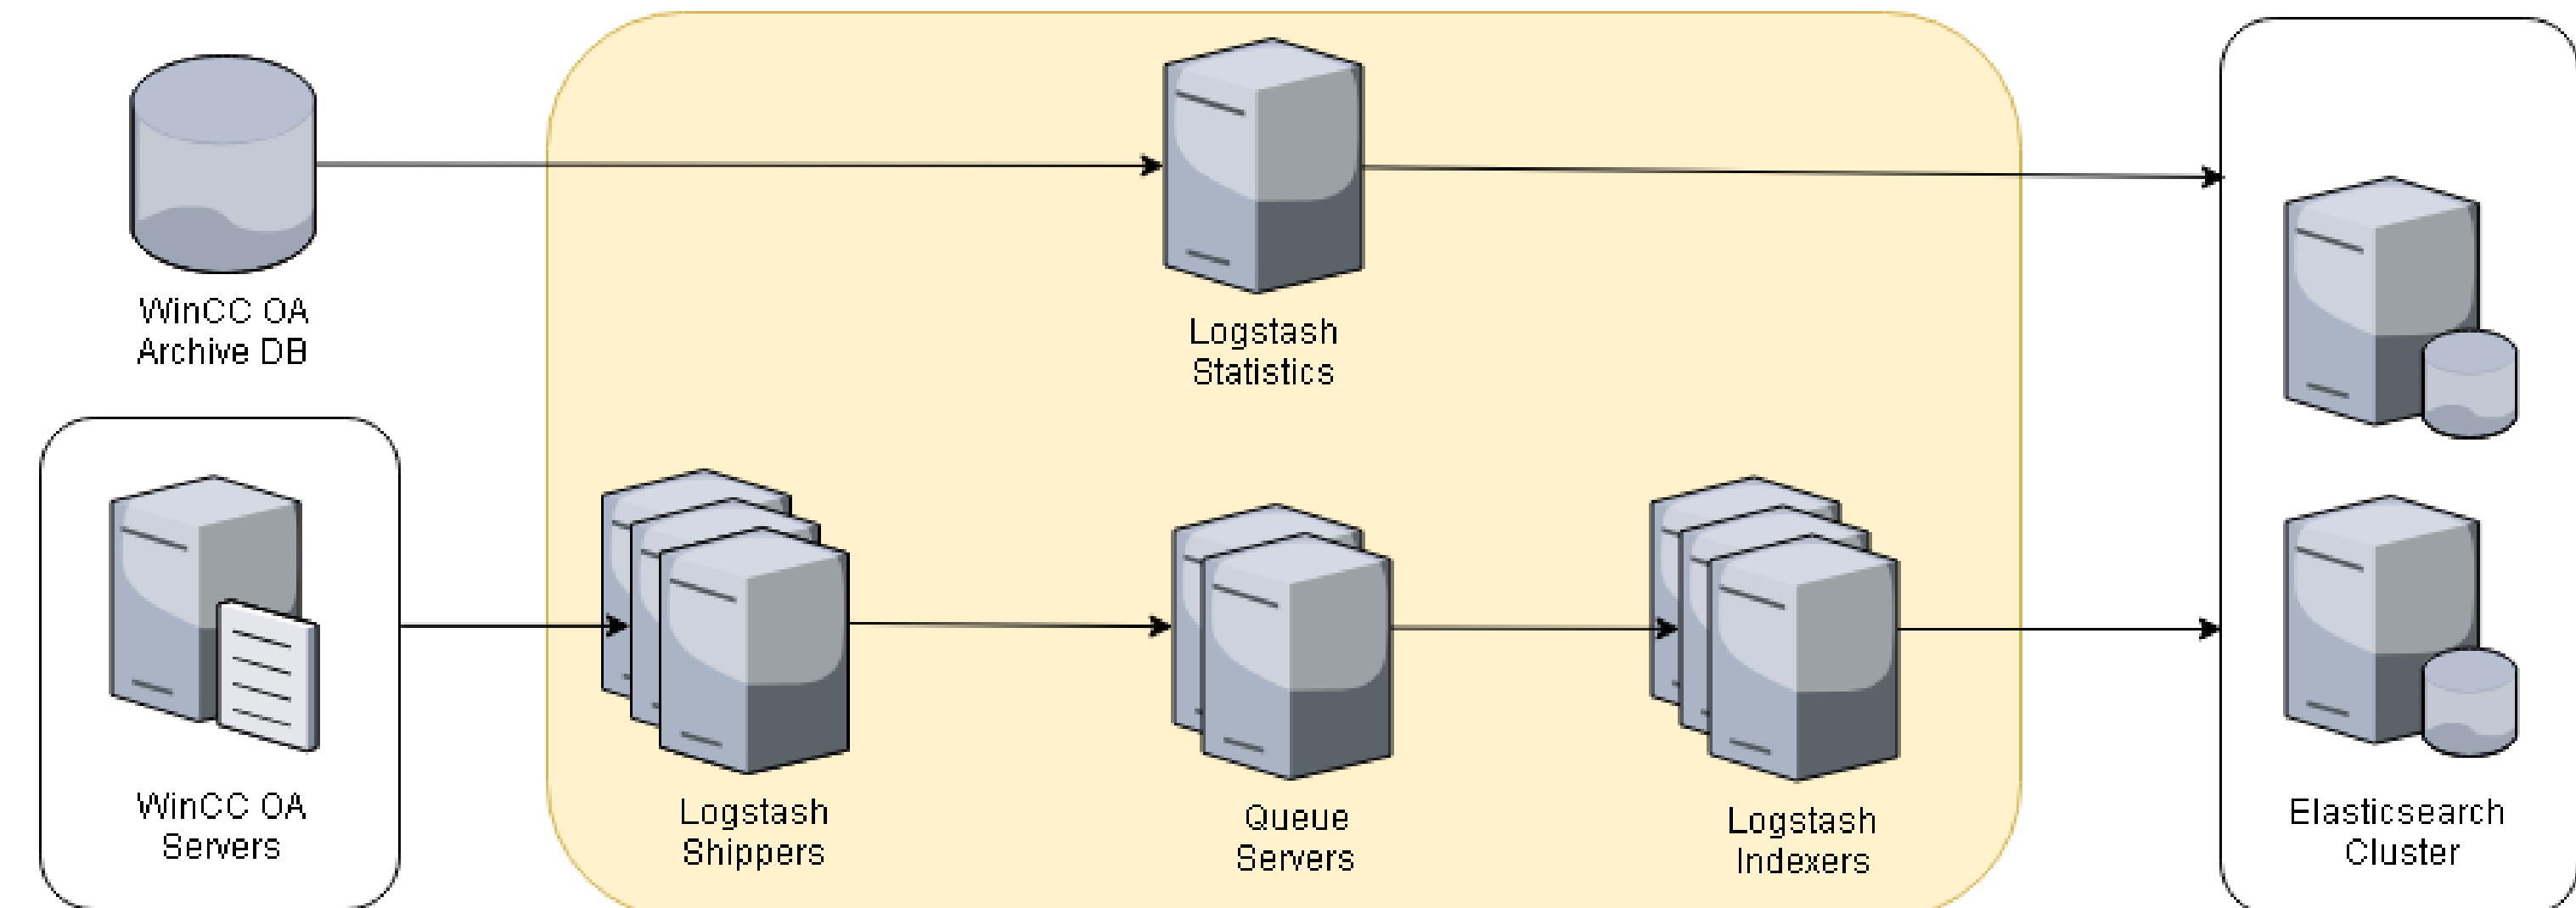 WinCC OA
Archive DB
Logstash
Statistics
WinCC OA
Servers
Logstash
Shippers
Queue
Servers
Logstash
Indexers
Elasticsearch
Cluster